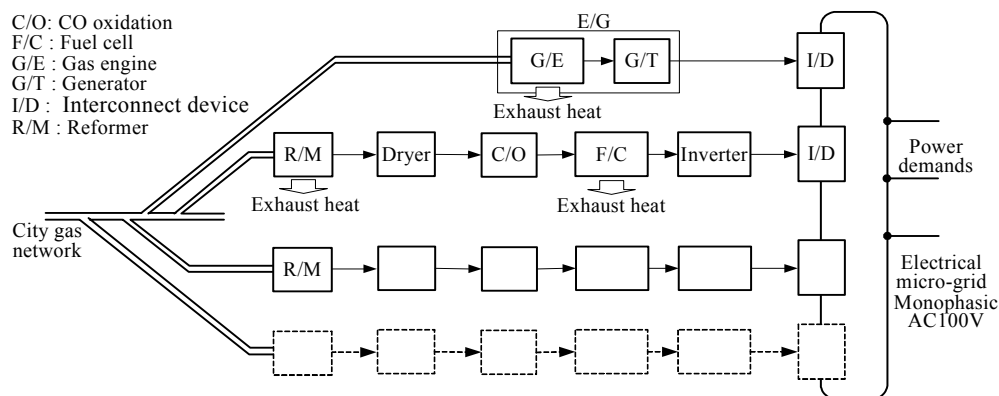 C/O: CO oxidation
F/C : Fuel cell
G/E : Gas engine
G/T : Generator
I/D : Interconnect device
R/M : Reformer
E/G
G/E
G/T
I/D
Exhaust heat
R/M
Dryer
C/O
F/C
Inverter
I/D
Power
demands
Exhaust heat
Exhaust heat
City gas
network
R/M
Electrical
micro-grid
Monophasic
AC100V